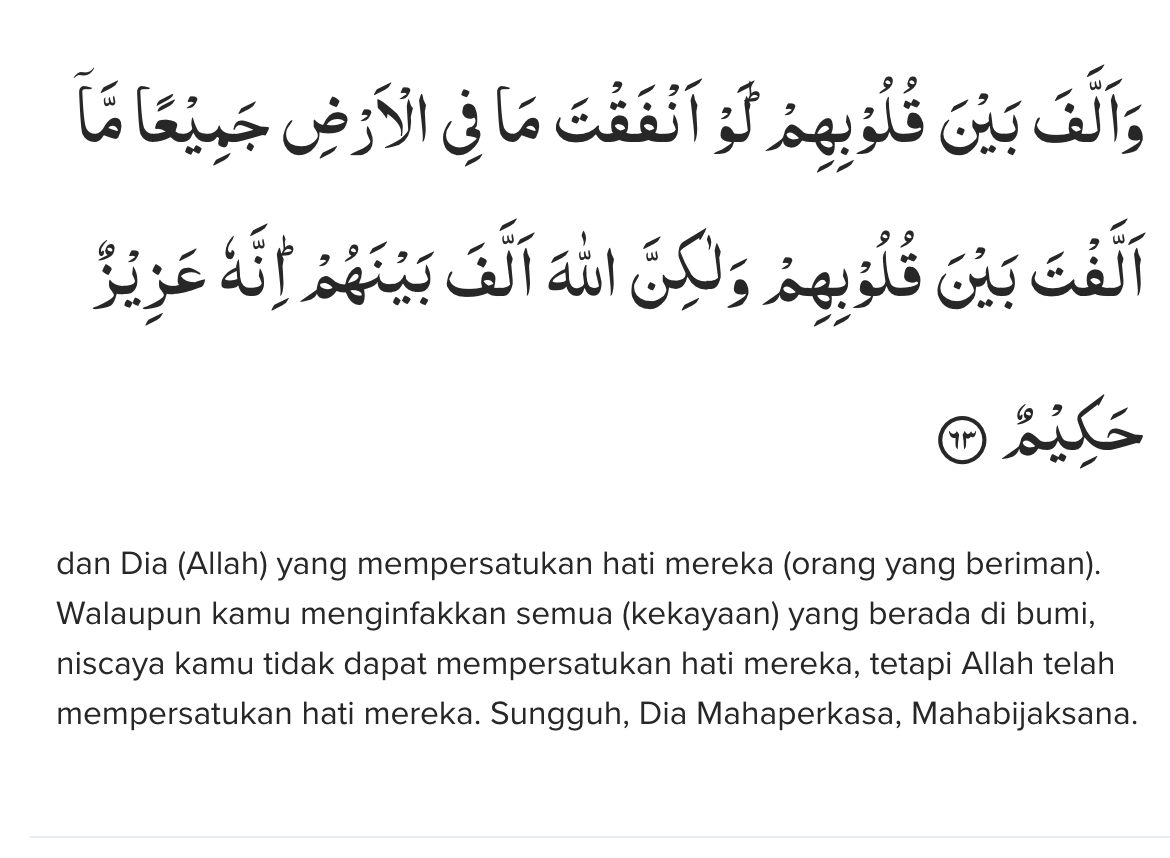 وَاَلَّفَ بَيْنَ قُلُوْبِهِمْۗ لَوْ اَنْفَقْتَ مَا فِى الْاَرْضِ جَمِيْعًا مَّآ
اَلَّفْتَ بَيْنَ قُلُوْبِهِمْ وَلٰكِنَّ اللّٰهَ اَلَّفَ بَيْنَهُمْۗ اِنَّهٗ عَزِيْزٌ
حَكِيْمٌ ٦٣
dan Dia (Allah) yang mempersatukan hati mereka (orang yang beriman).
Walaupun kamu menginfakkan semua (kekayaan) yang berada di bumi,
niscaya kamu tidak dapat mempersatukan hati mereka, tetapi Allah telah
mempersatukan hati mereka. Sungguh, Dia Mahaperkasa, Mahabijaksana.